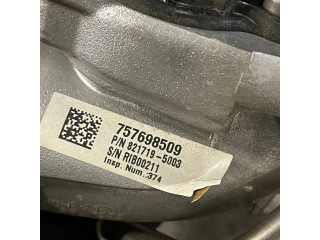 757698509
P/N 821719-5003
S/N RIB00211
Insp. Num.:374